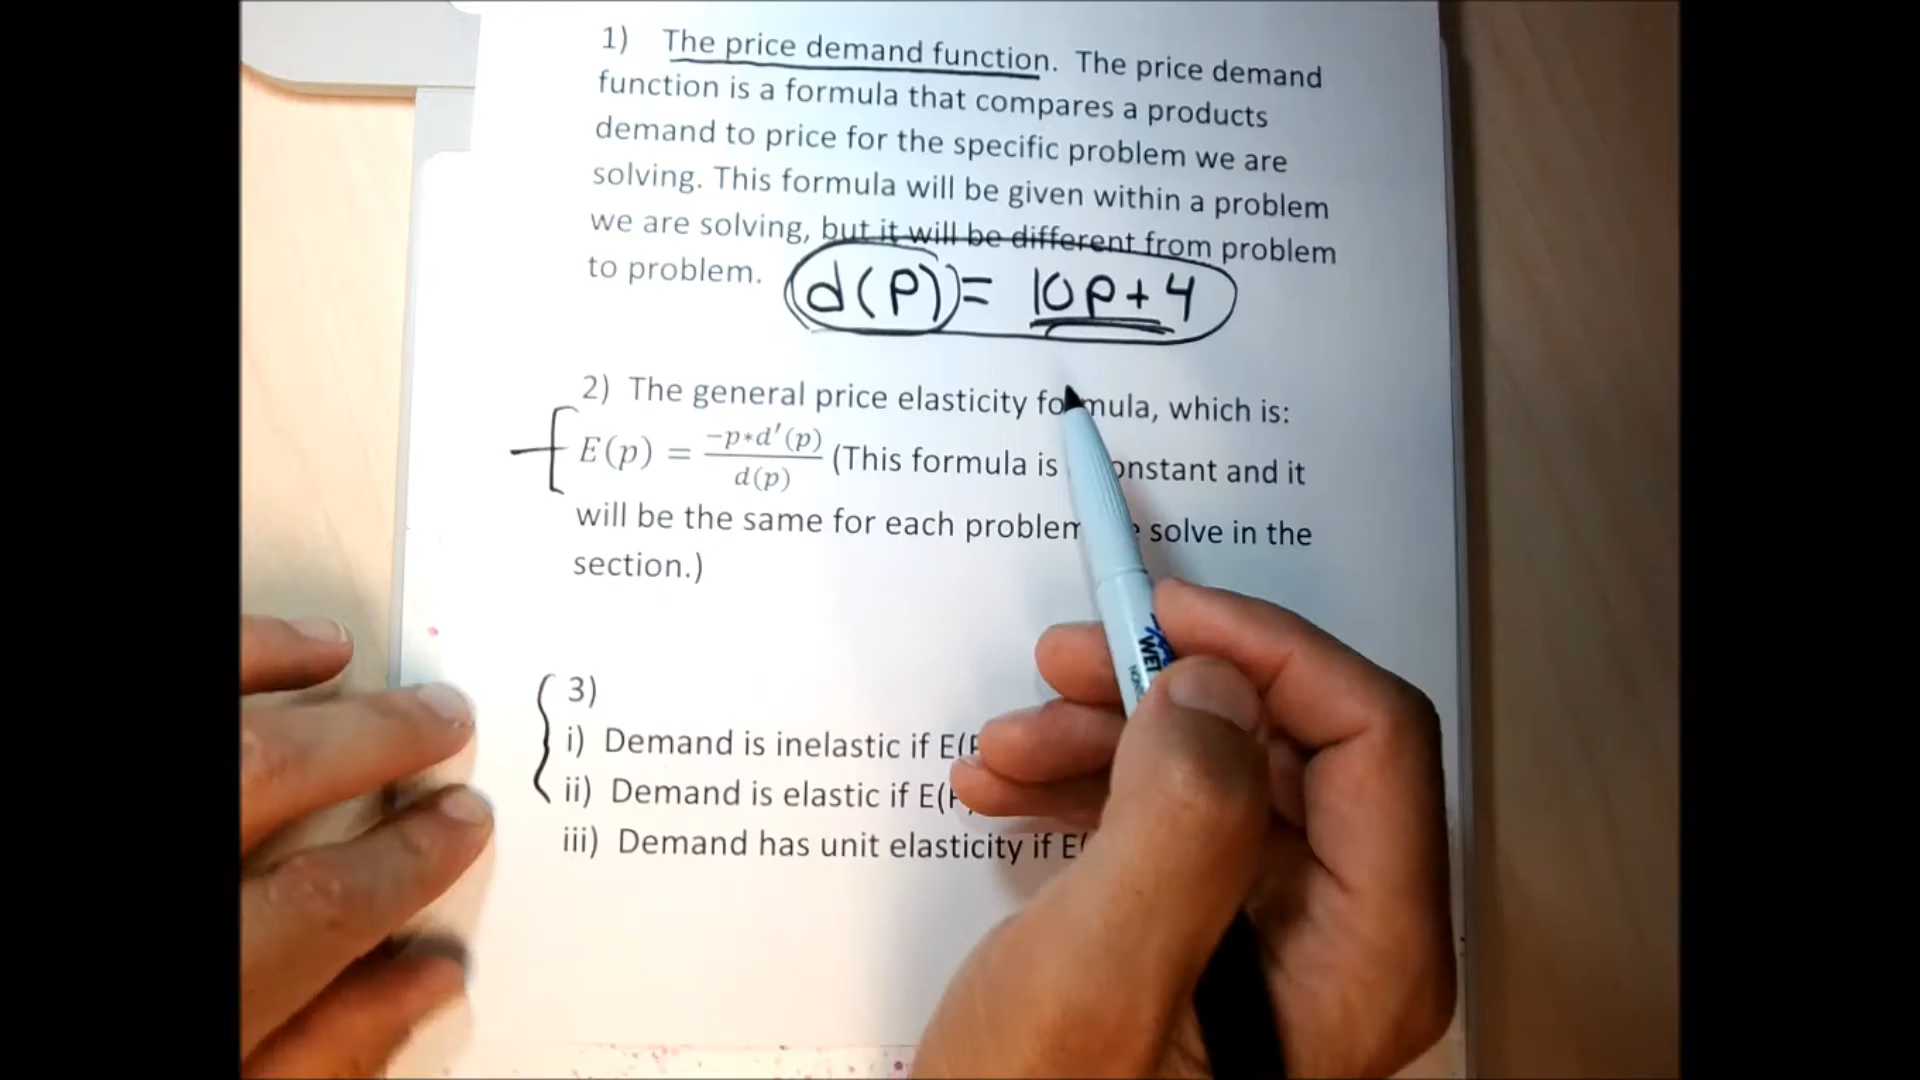 1) The price demand function. The price demand
function is a formula that compares a products
demand to price for the specific problem we are
solving. This formula will be given within a problem
we are solving, but it will be different from problem
to problem.
d(P) = 10P+4
2) The general price elasticity formula, which is:
E(p) = −p∗d′(p) / d(p) (This formula is constant and it
will be the same for each problem solve in the
section.)
3)
i) Demand is inelastic if E(P
ii) Demand is elastic if E(P
iii) Demand has unit elasticity if E(
WET